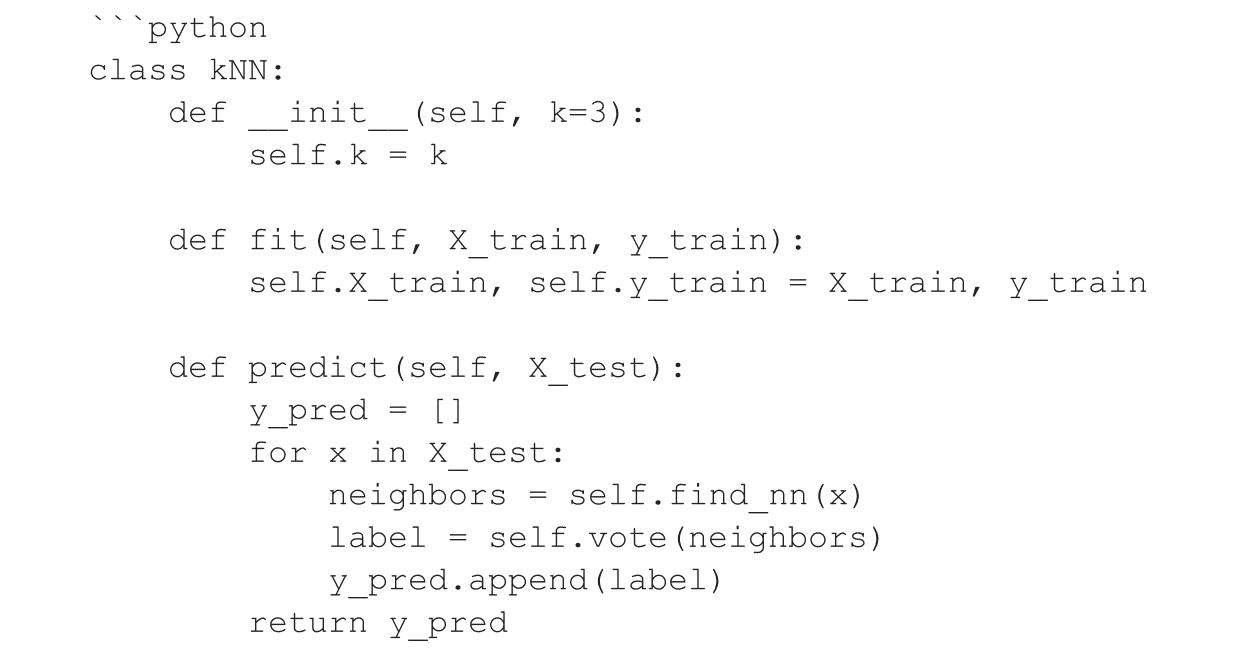 ```python
class kNN:
    def __init__(self, k=3):
        self.k = k

    def fit(self, X_train, y_train):
        self.X_train, self.y_train = X_train, y_train

    def predict(self, X_test):
        y_pred = []
        for x in X_test:
            neighbors = self.find_nn(x)
            label = self.vote(neighbors)
            y_pred.append(label)
        return y_pred